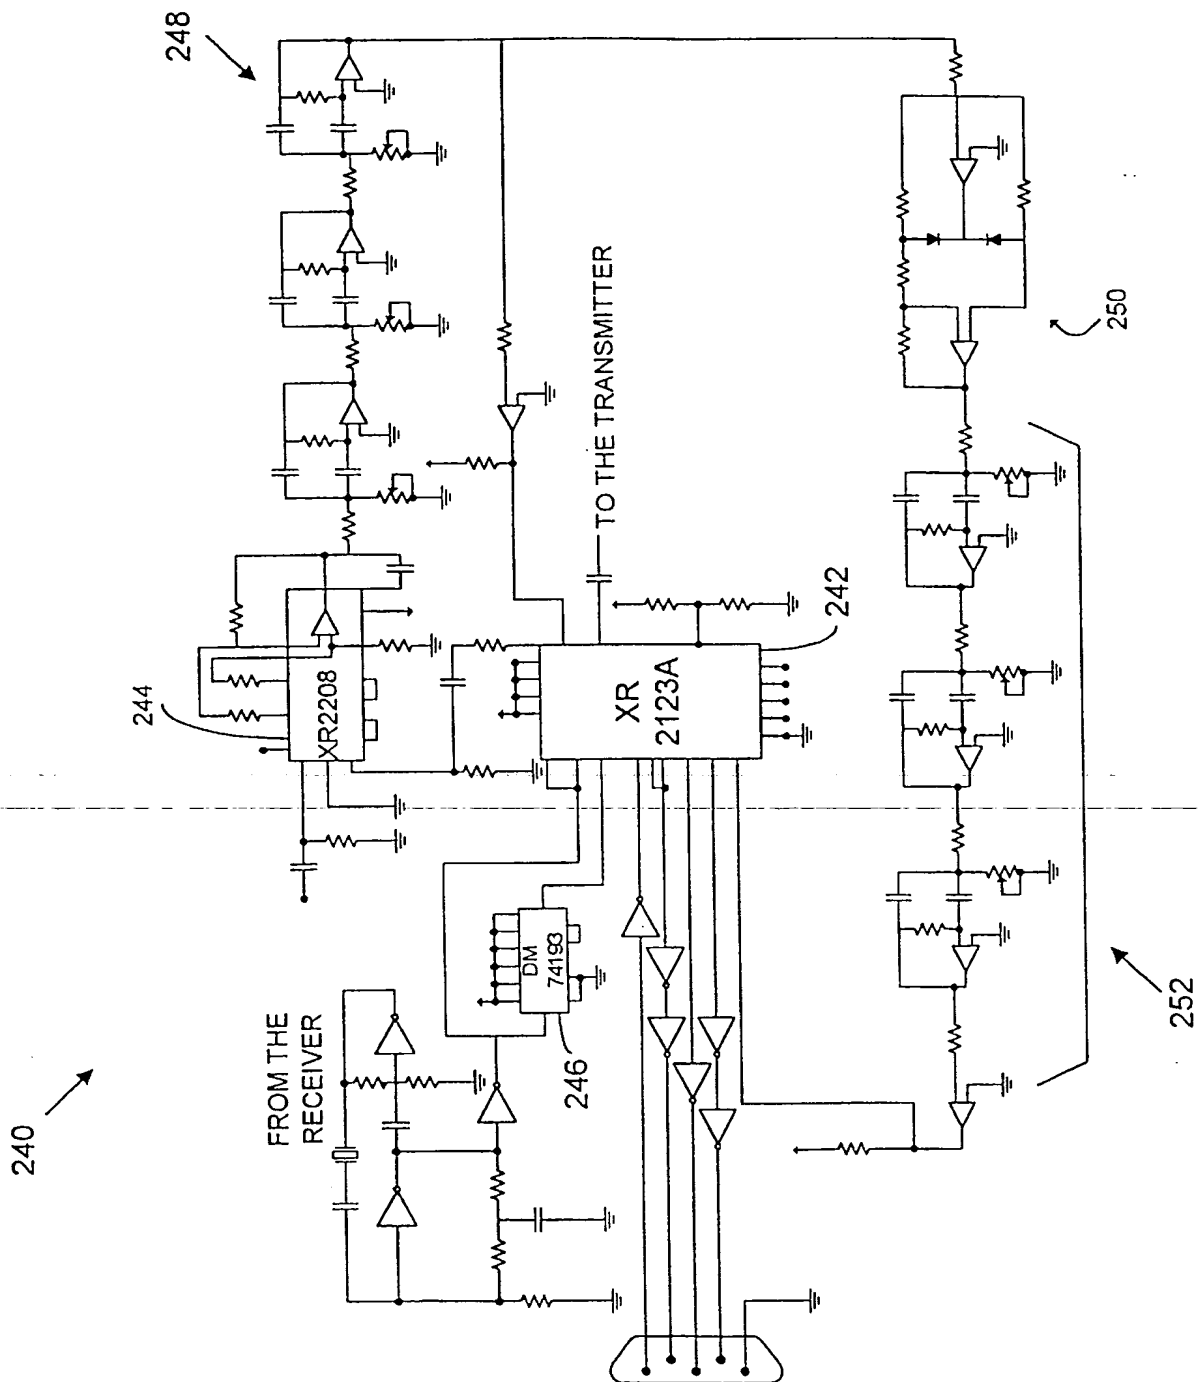 240
FROM THE
RECEIVER
246
DM
74193
244
XR2208
248
XR
2123A
242
TO THE TRANSMITTER
250
252